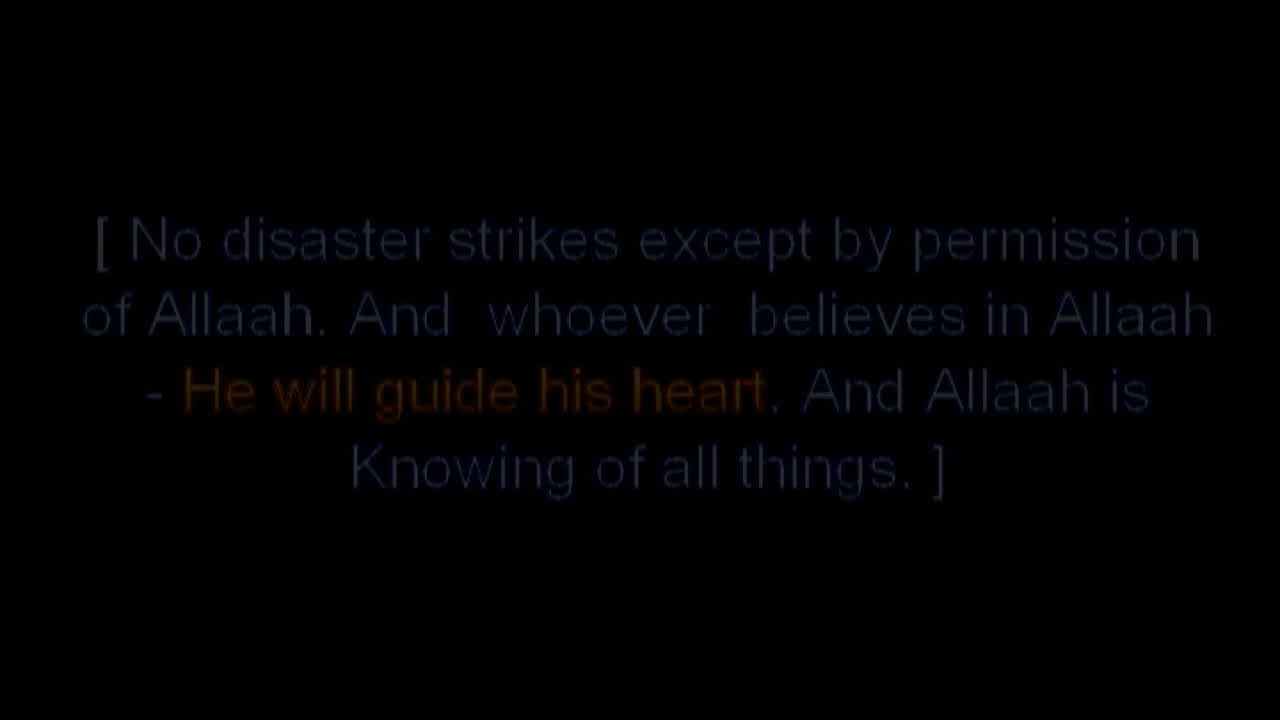 [ No disaster strikes except by permission
of Allaah. And whoever believes in Allaah
- He will guide his heart. And Allaah is
Knowing of all things. ]